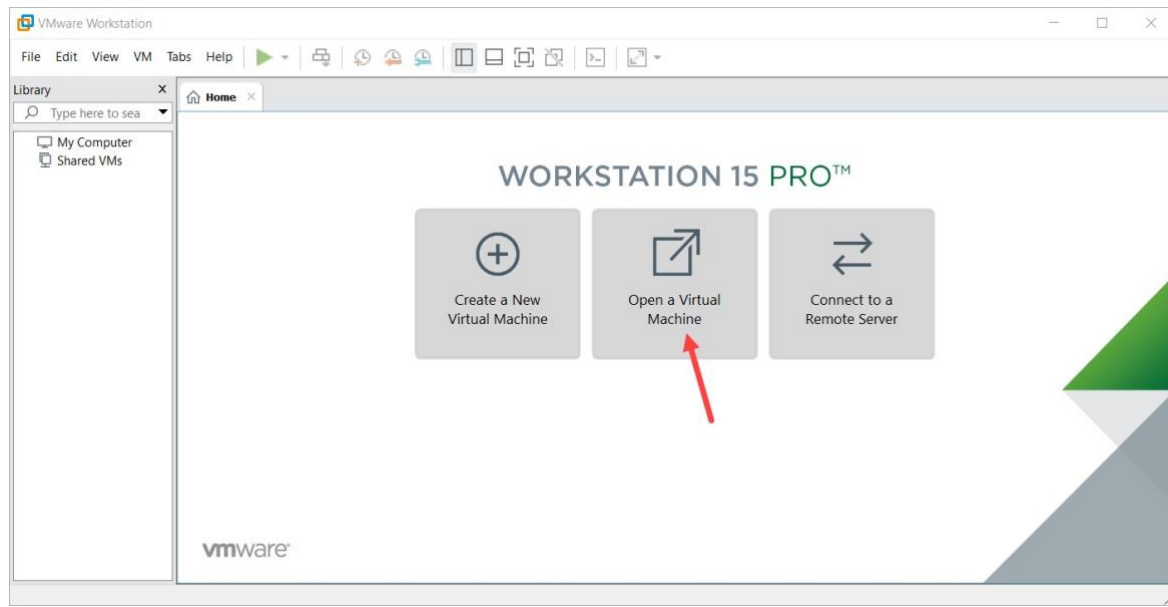 VMware Workstation
File Edit View VM Tabs Help
Library X
Home
Type here to sea
My Computer
Shared VMs
WORKSTATION 15 PRO™
Create a New
Virtual Machine
Open a Virtual
Machine
Connect to a
Remote Server
vmware